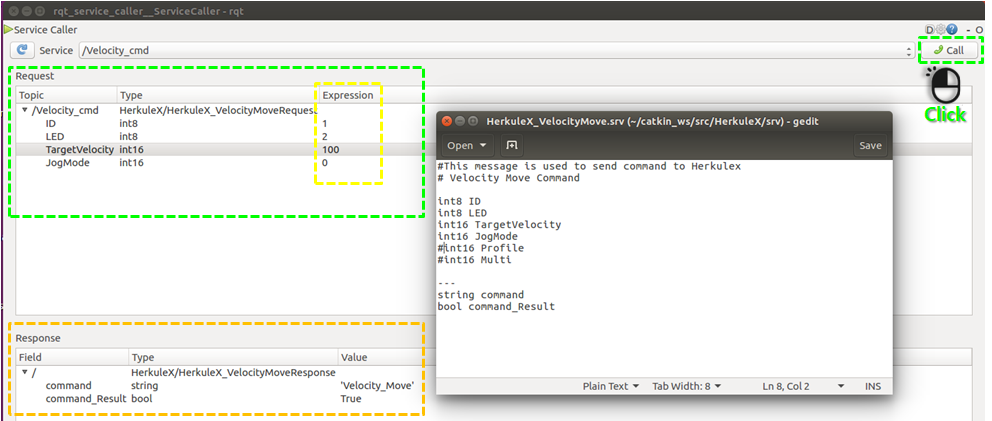 rqt_service_caller__ServiceCaller - rqt
Service Caller
D ? - O
Service /Velocity_cmd
Call
Click
Request
Topic Type Expression
/Velocity_cmd HerkuleX/HerkuleX_VelocityMoveRequest
ID int8 1
LED int8 2
TargetVelocity int16 100
JogMode int16 0
HerkuleX_VelocityMove.srv (~/catkin_ws/src/HerkuleX/srv) - gedit
Open Save
#This message is used to send command to Herkulex
# Velocity Move Command
int8 ID
int8 LED
int16 TargetVelocity
int16 JogMode
#int16 Profile
#int16 Multi
---
string command
bool command_Result
Plain Text Tab Width: 8 Ln 8, Col 2 INS
Response
Field Type Value
/ HerkuleX/HerkuleX_VelocityMoveResponse
command string 'Velocity_Move'
command_Result bool True